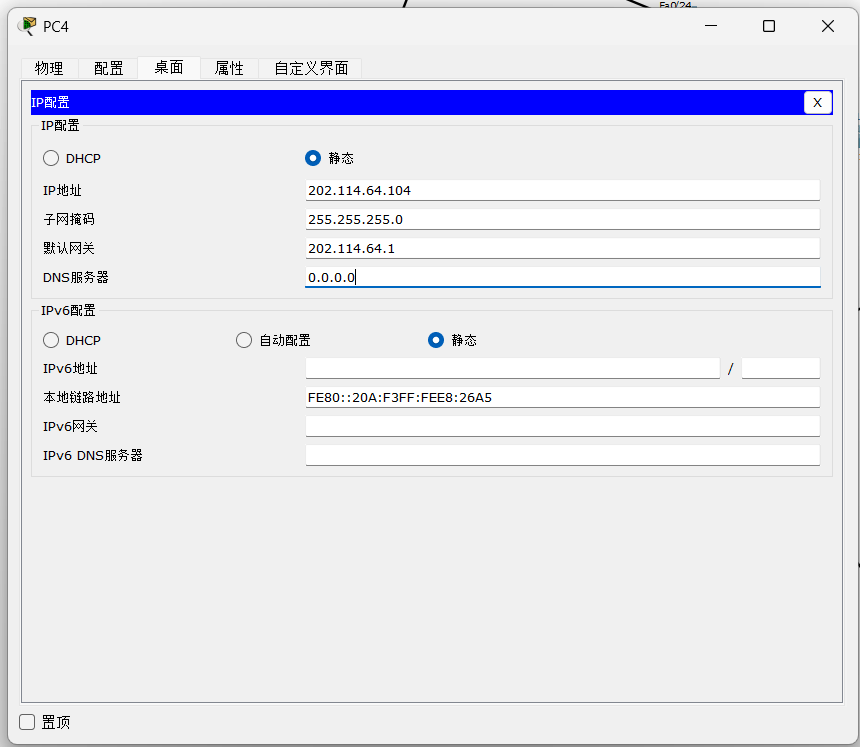 Fa0/24
PC4
物理 配置 桌面 属性 自定义界面
IP配置 X
IP配置
DHCP 静态
IP地址 202.114.64.104
子网掩码 255.255.255.0
默认网关 202.114.64.1
DNS服务器 0.0.0.0
IPv6配置
DHCP 自动配置 静态
IPv6地址 /
本地链路地址 FE80::20A:F3FF:FEE8:26A5
IPv6网关
IPv6 DNS服务器
置顶